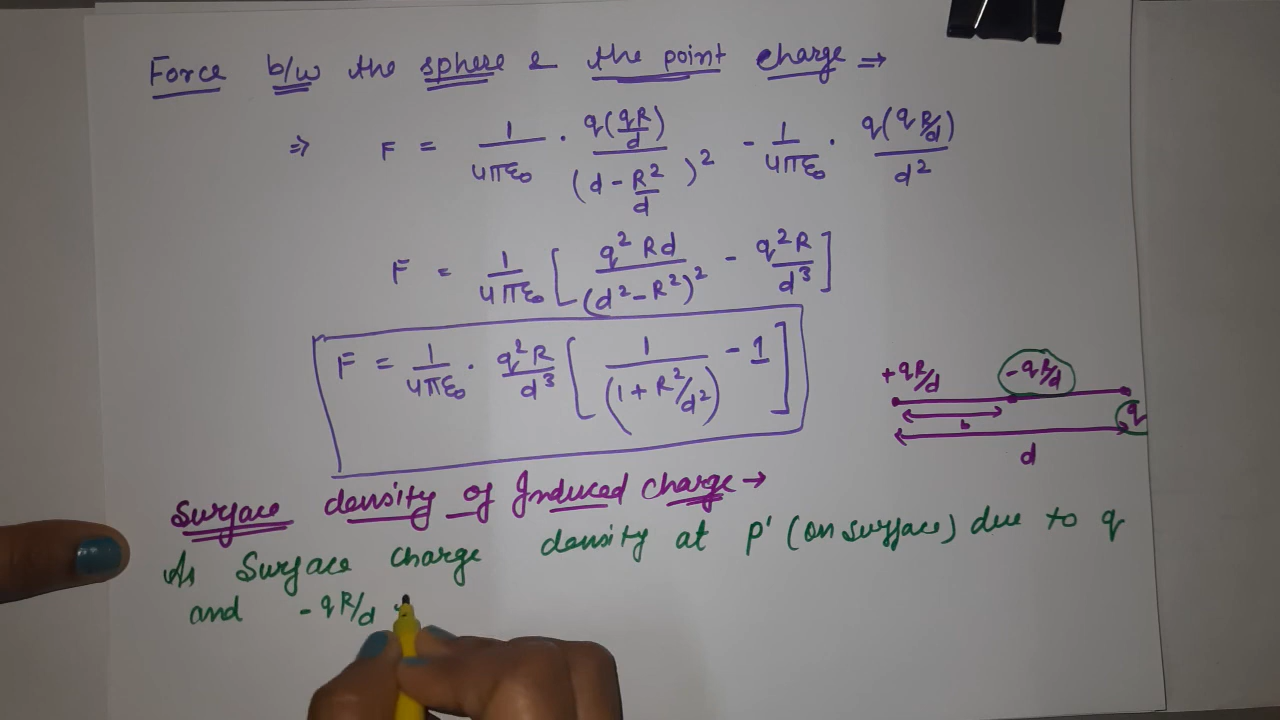 Force b/w the sphere & the point charge ⇒
⇒ F = 1/4πε₀ · q(qR/d)/(d - R²/d)² - 1/4πε₀ · q(qR/d)/d²
F = 1/4πε₀ [q² Rd/(d² - R²)² - q²R/d³]
F = 1/4πε₀ · q²R/d³ [1/(1 + R²/d²) - 1]
+qR/d -qR/d
q
b
d
Surface density of Induced charge →
As Surface charge density at p' (on surface) due to q
and - qR/d